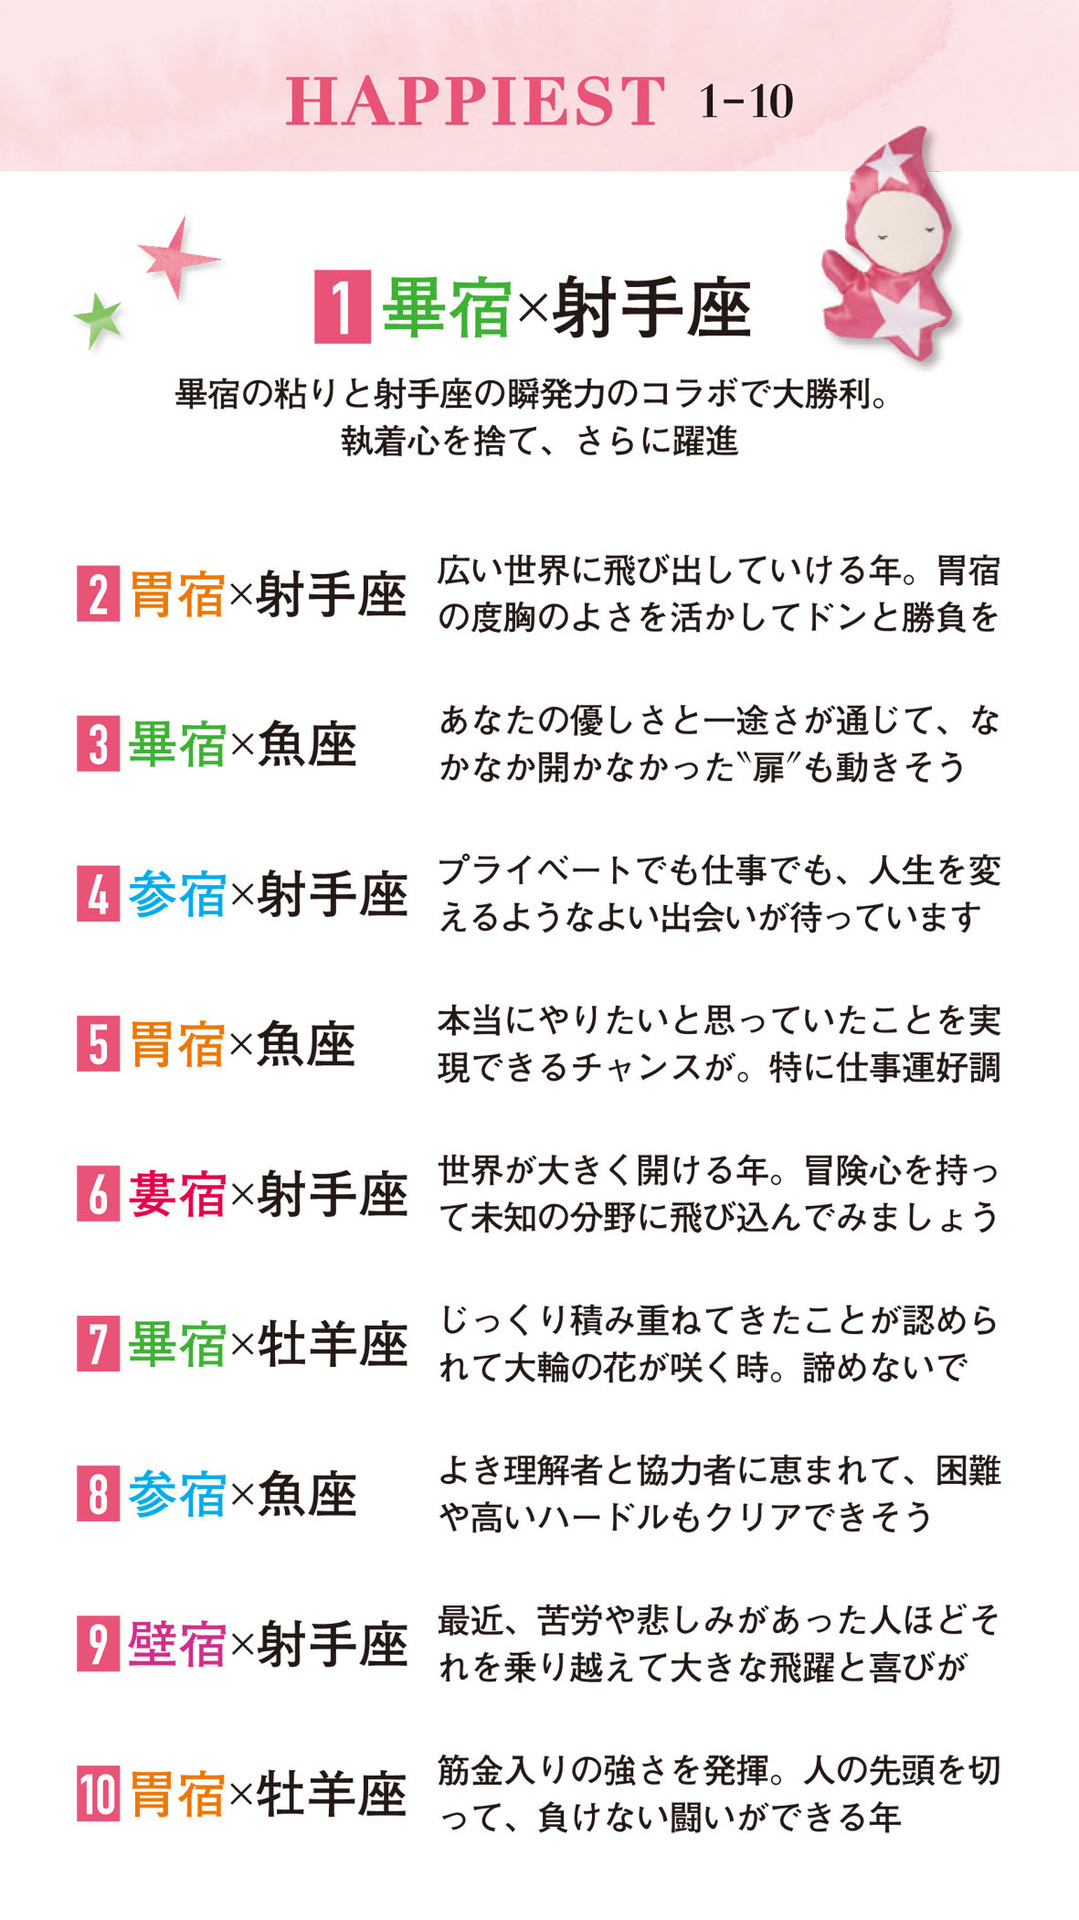 HAPPIEST 1-10
1 畢宿×射手座
畢宿の粘りと射手座の瞬発力のコラボで大勝利。
執着心を捨て、さらに躍進
2 胃宿×射手座
広い世界に飛び出していける年。胃宿
の度胸のよさを活かしてドンと勝負を
3 畢宿×魚座
あなたの優しさと一途さが通じて、な
かなか開かなかった〝扉〟も動きそう
4 参宿×射手座
プライベートでも仕事でも、人生を変
えるようなよい出会いが待っています
5 胃宿×魚座
本当にやりたいと思っていたことを実
現できるチャンスが。特に仕事運好調
6 婁宿×射手座
世界が大きく開ける年。冒険心を持っ
て未知の分野に飛び込んでみましょう
7 畢宿×牡羊座
じっくり積み重ねてきたことが認めら
れて大輪の花が咲く時。諦めないで
8 参宿×魚座
よき理解者と協力者に恵まれて、困難
や高いハードルもクリアできそう
9 壁宿×射手座
最近、苦労や悲しみがあった人ほどそ
れを乗り越えて大きな飛躍と喜びが
10 胃宿×牡羊座
筋金入りの強さを発揮。人の先頭を切
って、負けない闘いができる年